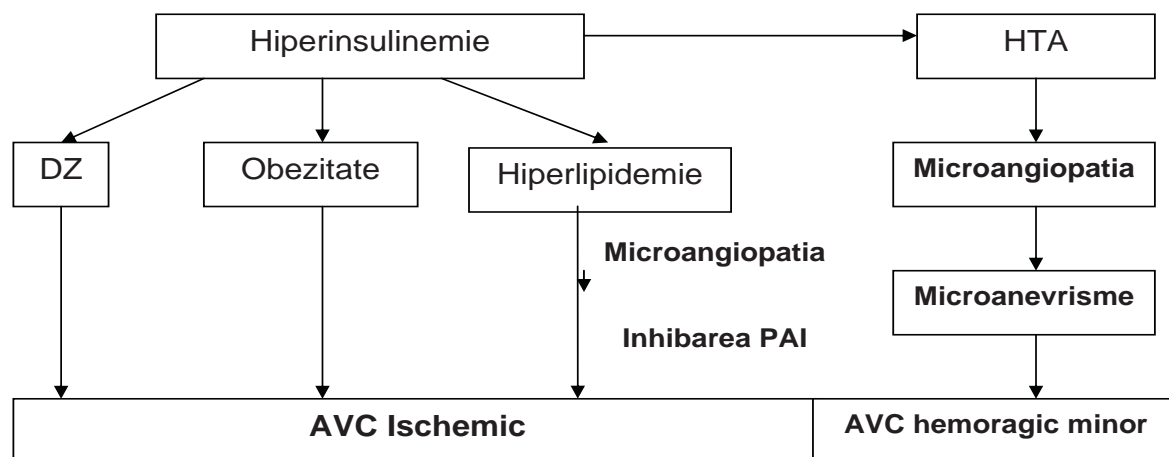 Hiperinsulinemie
HTA
DZ
Obezitate
Hiperlipidemie
Microangiopatia
Microangiopatia
Microanevrisme
Inhibarea PAI
AVC Ischemic
AVC hemoragic minor